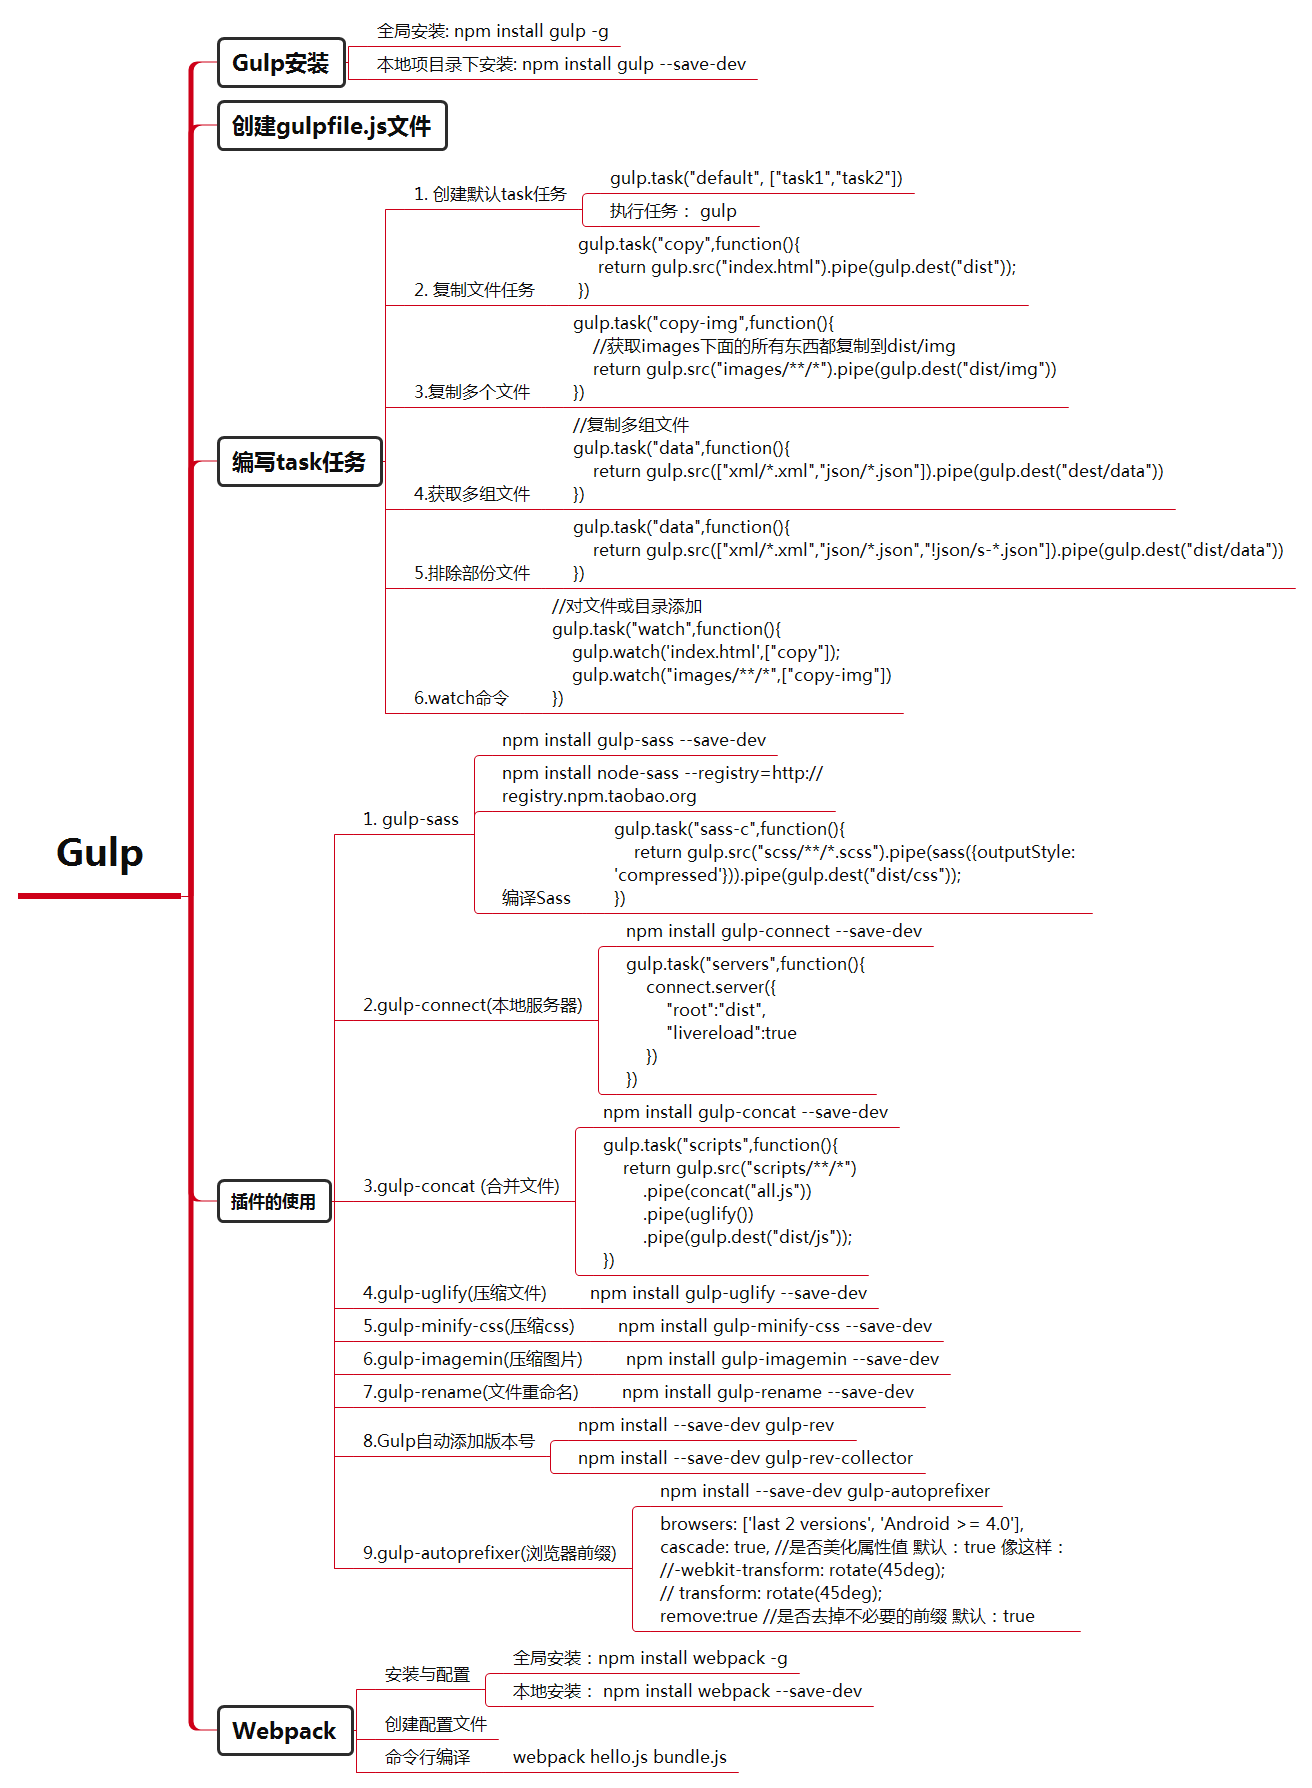 Gulp
Gulp安装
全局安装: npm install gulp -g
本地项目录下安装: npm install gulp --save-dev
创建gulpfile.js文件
编写task任务
1. 创建默认task任务
gulp.task("default", ["task1","task2"])
执行任务： gulp
2. 复制文件任务
gulp.task("copy",function(){
return gulp.src("index.html").pipe(gulp.dest("dist"));
})
3.复制多个文件
gulp.task("copy-img",function(){
//获取images下面的所有东西都复制到dist/img
return gulp.src("images/**/*").pipe(gulp.dest("dist/img"))
})
4.获取多组文件
//复制多组文件
gulp.task("data",function(){
return gulp.src(["xml/*.xml","json/*.json"]).pipe(gulp.dest("dest/data"))
})
5.排除部份文件
gulp.task("data",function(){
return gulp.src(["xml/*.xml","json/*.json","!json/s-*.json"]).pipe(gulp.dest("dist/data"))
})
6.watch命令
//对文件或目录添加
gulp.task("watch",function(){
gulp.watch('index.html',["copy"]);
gulp.watch("images/**/*",["copy-img"])
})
插件的使用
1. gulp-sass
npm install gulp-sass --save-dev
npm install node-sass --registry=http://
registry.npm.taobao.org
编译Sass
gulp.task("sass-c",function(){
return gulp.src("scss/**/*.scss").pipe(sass({outputStyle:
'compressed'})).pipe(gulp.dest("dist/css"));
})
2.gulp-connect(本地服务器)
npm install gulp-connect --save-dev
gulp.task("servers",function(){
connect.server({
"root":"dist",
"livereload":true
})
})
3.gulp-concat (合并文件)
npm install gulp-concat --save-dev
gulp.task("scripts",function(){
return gulp.src("scripts/**/*")
.pipe(concat("all.js"))
.pipe(uglify())
.pipe(gulp.dest("dist/js"));
})
4.gulp-uglify(压缩文件)
npm install gulp-uglify --save-dev
5.gulp-minify-css(压缩css)
npm install gulp-minify-css --save-dev
6.gulp-imagemin(压缩图片)
npm install gulp-imagemin --save-dev
7.gulp-rename(文件重命名)
npm install gulp-rename --save-dev
8.Gulp自动添加版本号
npm install --save-dev gulp-rev
npm install --save-dev gulp-rev-collector
9.gulp-autoprefixer(浏览器前缀)
npm install --save-dev gulp-autoprefixer
browsers: ['last 2 versions', 'Android >= 4.0'],
cascade: true, //是否美化属性值 默认：true 像这样：
//-webkit-transform: rotate(45deg);
// transform: rotate(45deg);
remove:true //是否去掉不必要的前缀 默认：true
Webpack
安装与配置
全局安装：npm install webpack -g
本地安装： npm install webpack --save-dev
创建配置文件
命令行编译
webpack hello.js bundle.js